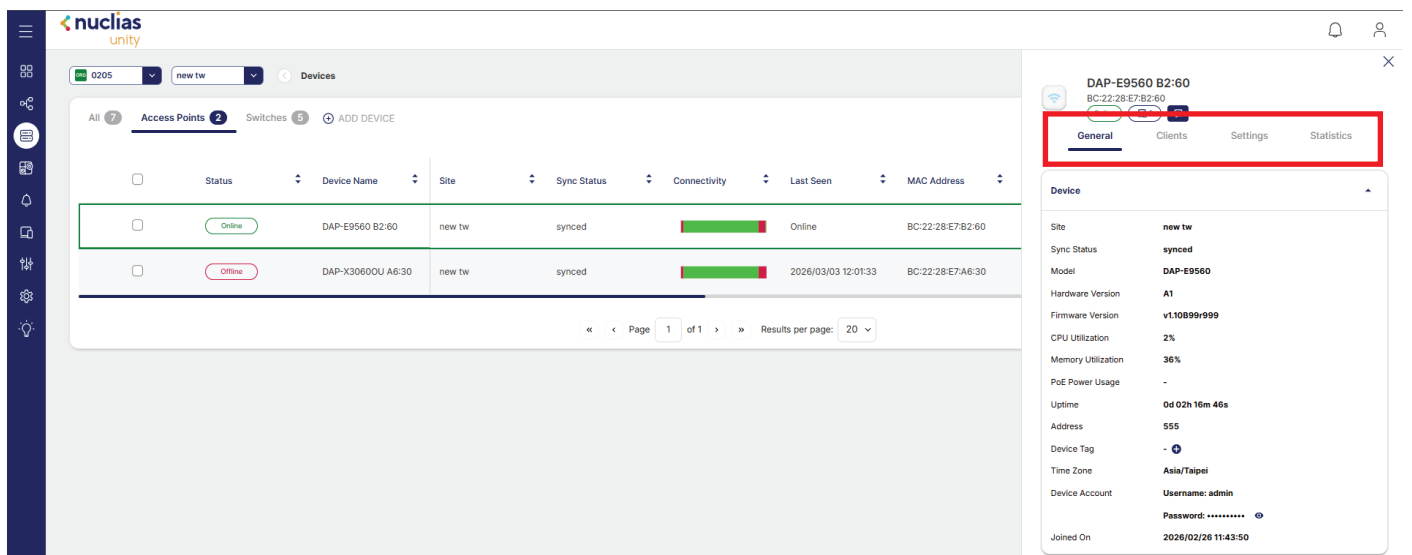 nuclias
unity
ORG 0205
new tw
Devices
All 7
Access Points 2
Switches 5
ADD DEVICE
Status Device Name Site Sync Status Connectivity Last Seen MAC Address
Online DAP-E9560 B2:60 new tw synced Online BC:22:28:E7:B2:60
Offline DAP-X3060OU A6:30 new tw synced 2026/03/03 12:01:33 BC:22:28:E7:A6:30
« ‹ Page 1 of 1 › » Results per page: 20
DAP-E9560 B2:60
BC:22:28:E7:B2:60
General Clients Settings Statistics
Device
Site new tw
Sync Status synced
Model DAP-E9560
Hardware Version A1
Firmware Version v1.10B99r999
CPU Utilization 2%
Memory Utilization 36%
PoE Power Usage -
Uptime 0d 02h 16m 46s
Address 555
Device Tag -
Time Zone Asia/Taipei
Device Account Username: admin
Password: ••••••••••
Joined On 2026/02/26 11:43:50